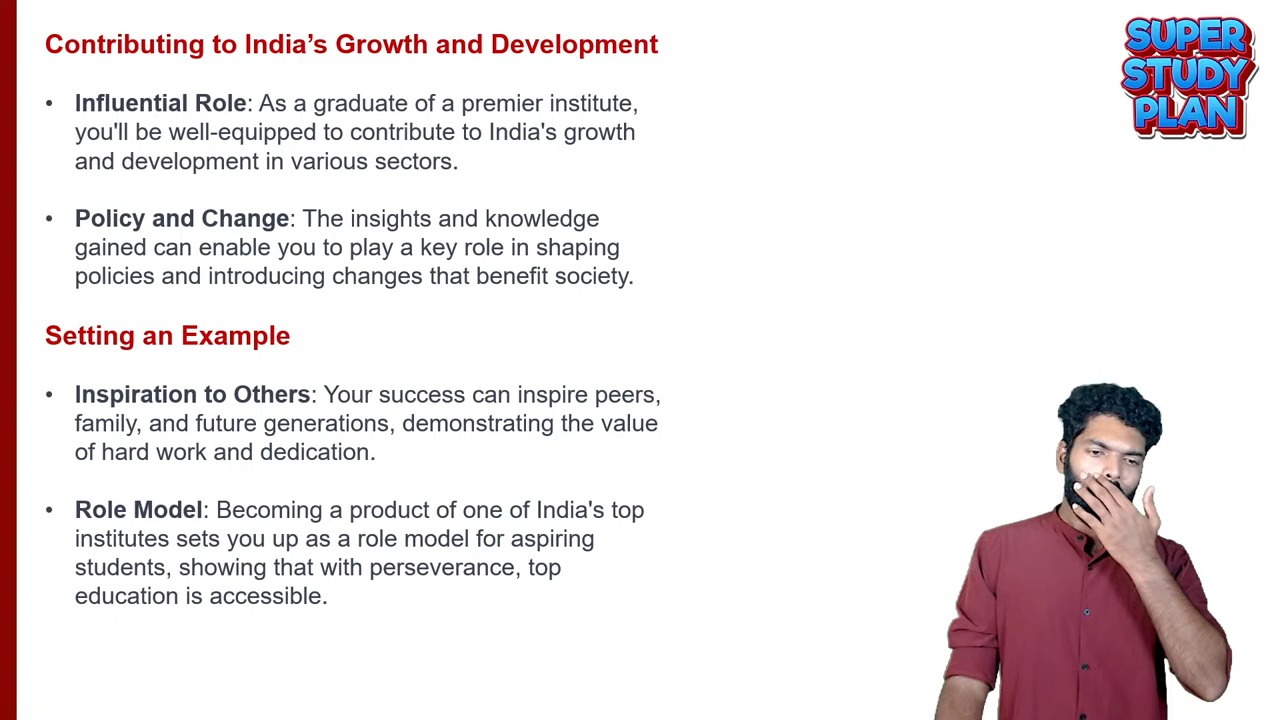 Contributing to India’s Growth and Development
• Influential Role: As a graduate of a premier institute,
you'll be well-equipped to contribute to India's growth
and development in various sectors.
• Policy and Change: The insights and knowledge
gained can enable you to play a key role in shaping
policies and introducing changes that benefit society.
Setting an Example
• Inspiration to Others: Your success can inspire peers,
family, and future generations, demonstrating the value
of hard work and dedication.
• Role Model: Becoming a product of one of India's top
institutes sets you up as a role model for aspiring
students, showing that with perseverance, top
education is accessible.
SUPER
STUDY
PLAN